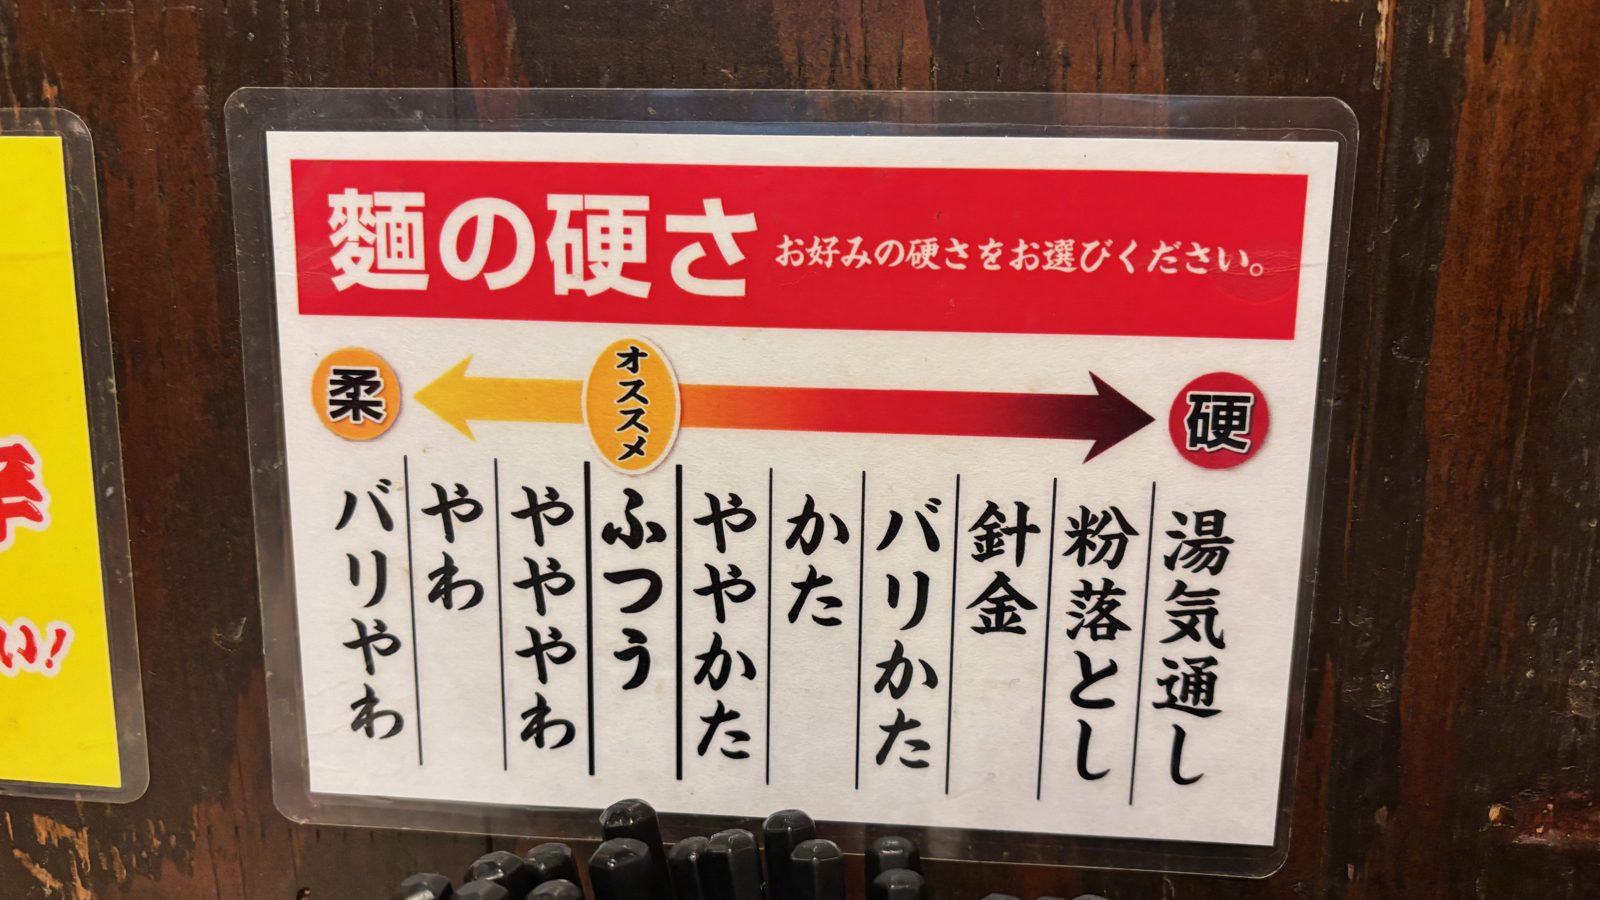 麺の硬さ
お好みの硬さをお選びください。
柔
オススメ
硬
バリやわ
やわ
やややわ
ふつう
ややかた
かた
バリかた
針金
粉落とし
湯気通し
い!